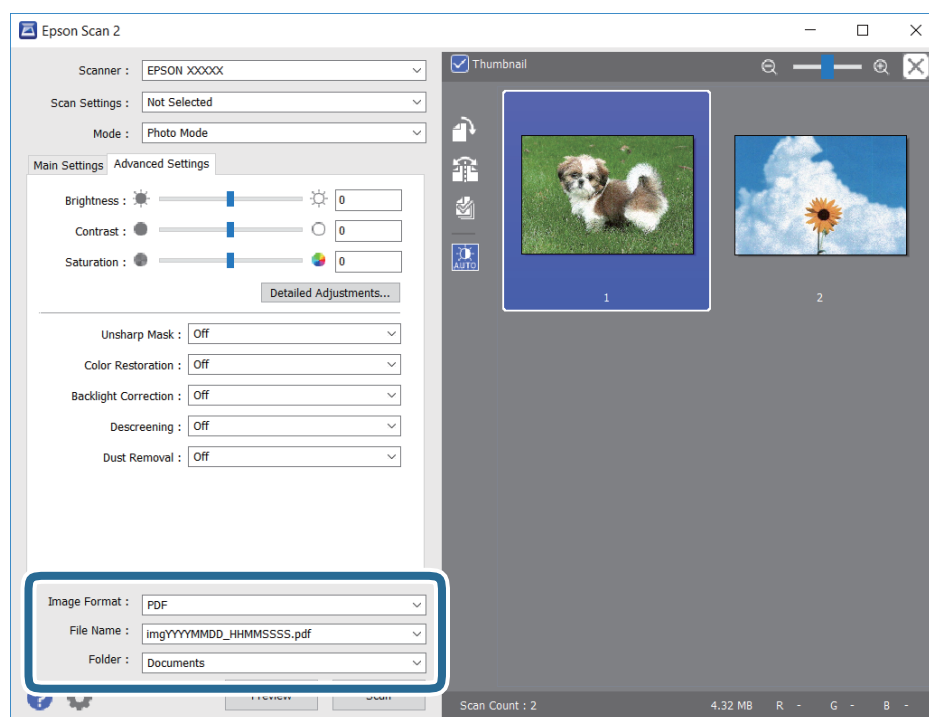 Epson Scan 2
Scanner : EPSON XXXXX
Scan Settings : Not Selected
Mode : Photo Mode
Main Settings Advanced Settings
Brightness : 0
Contrast : 0
Saturation : 0
Detailed Adjustments...
Unsharp Mask : Off
Color Restoration : Off
Backlight Correction : Off
Descreening : Off
Dust Removal : Off
Image Format : PDF
File Name : imgYYYYMMDD_HHMMSSSS.pdf
Folder : Documents
Preview Scan
Thumbnail
AUTO
1
2
Scan Count : 2 4.32 MB R - G - B -